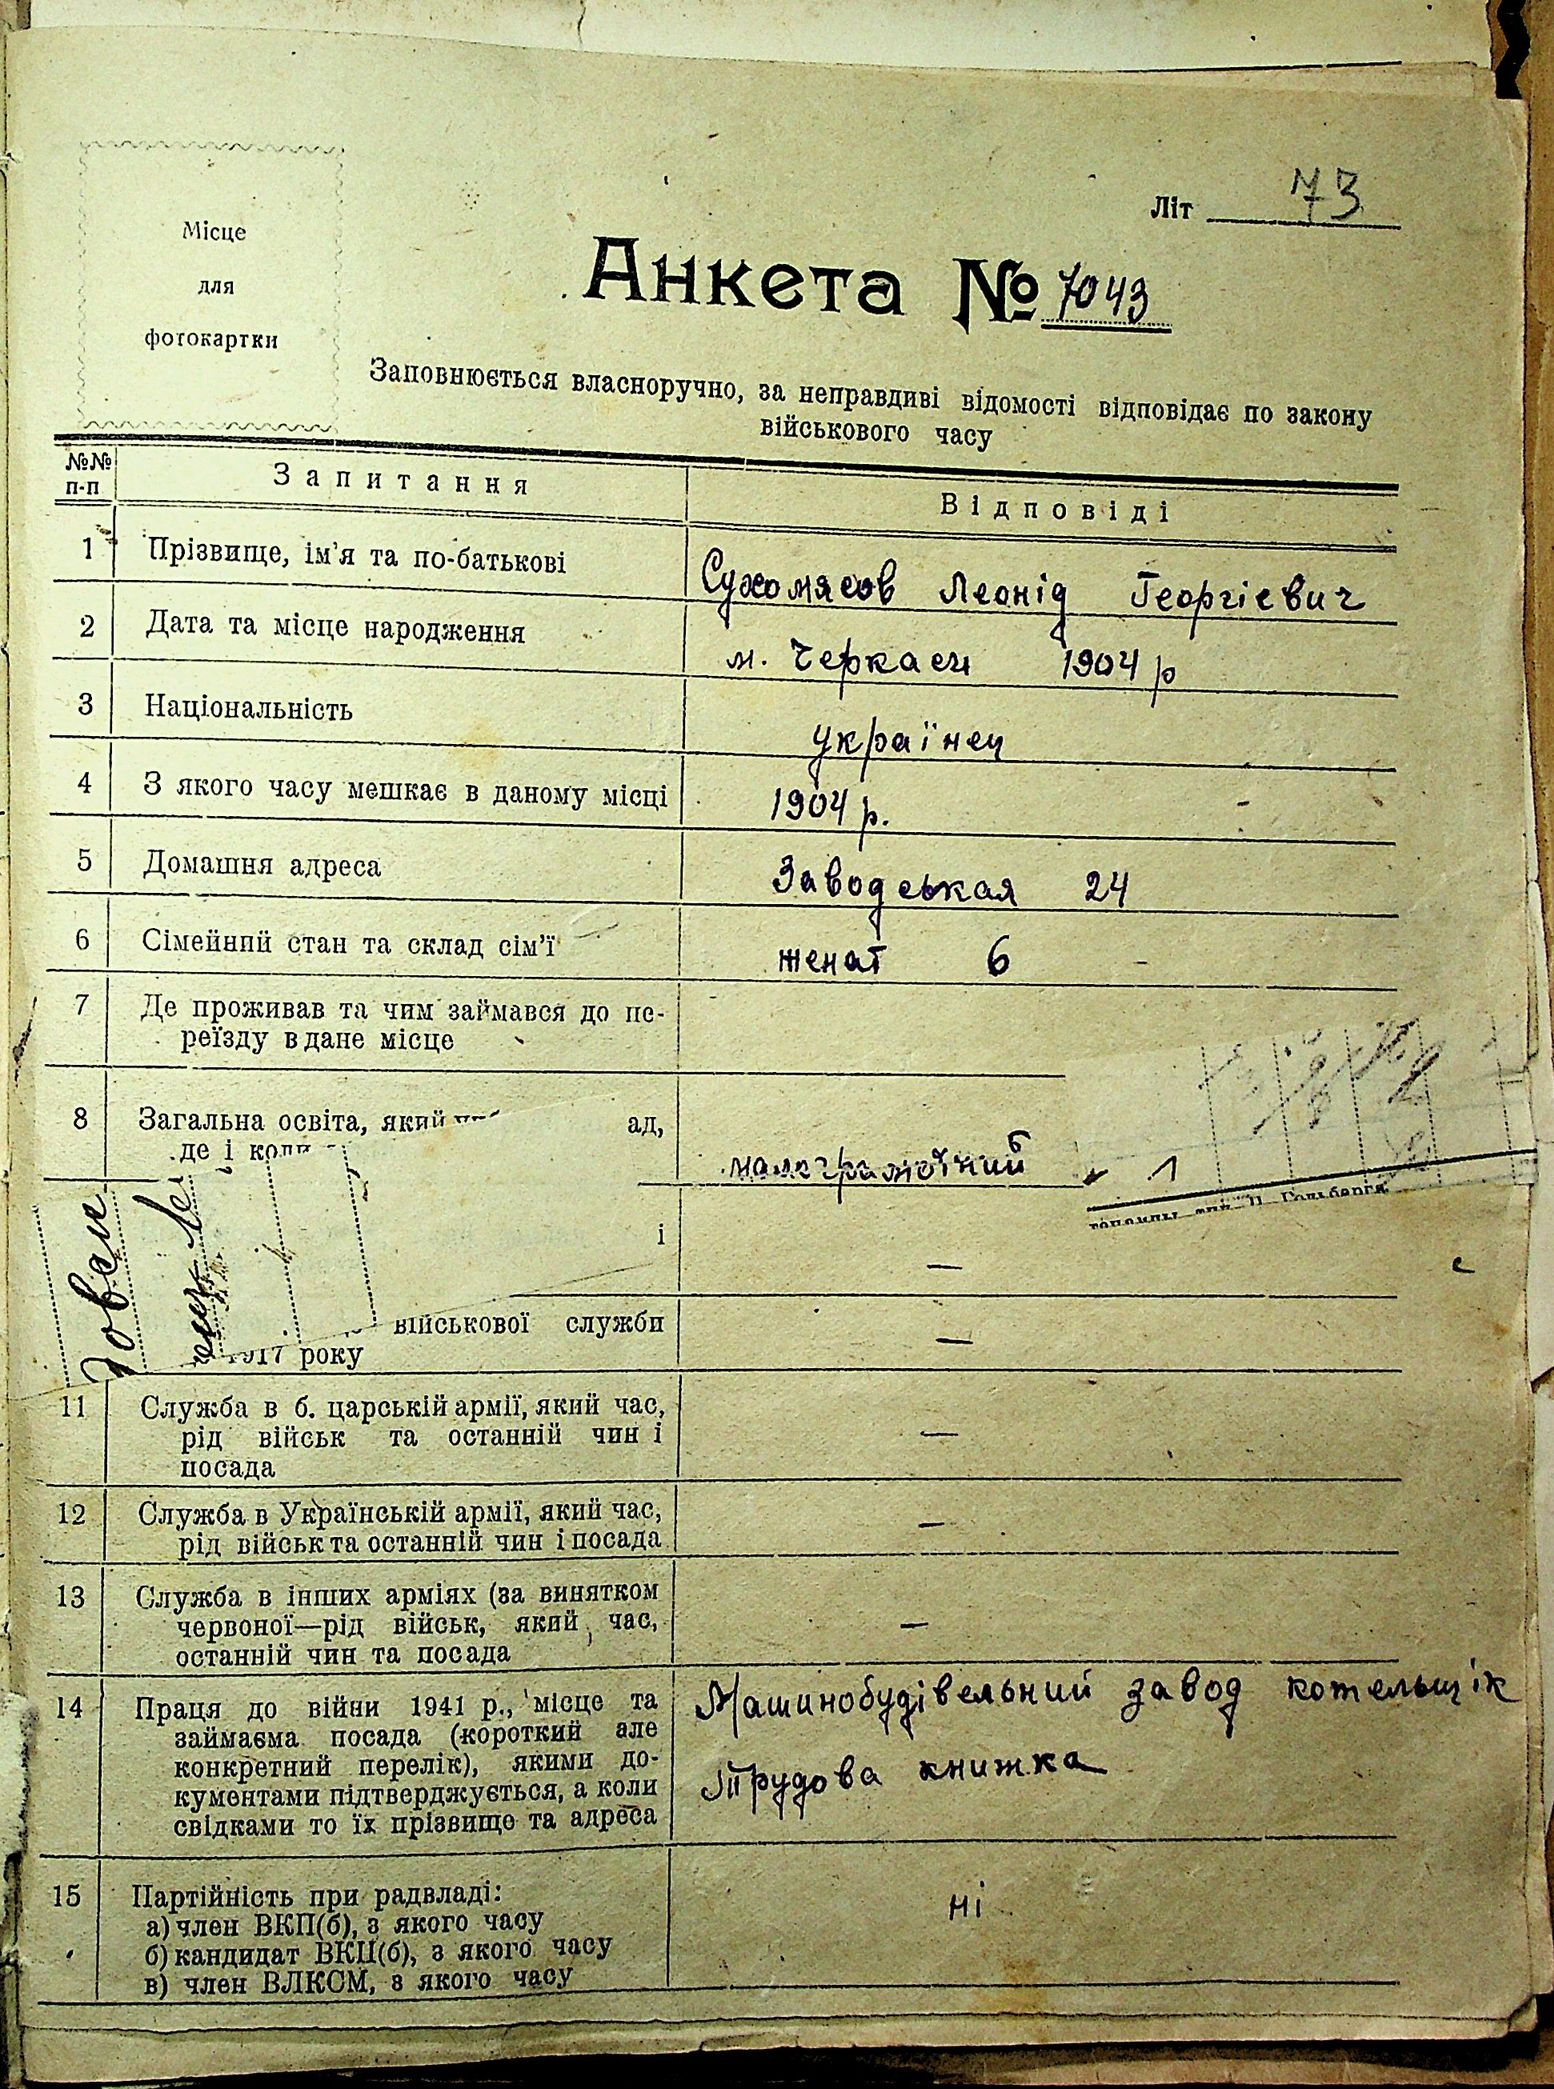 Літ 73
Місце
для
фотокартки
Анкета № 7043
Заповнюється власноручно, за неправдиві відомості відповідає по закону
військового часу
№№
п-п
Запитання
Відповіді
1 Прізвище, ім'я та по-батькові
Сухомясов Леонід Георгіевич
2 Дата та місце народження
м. Черкаси 1904 р
3 Національність
українец
4 З якого часу мешкає в даному місці
1904 р.
5 Домашня адреса
Заводськая 24
6 Сімейний стан та склад сім'ї
женат 6
7 Де проживав та чим займався до пе-
реїзду в дане місце
8 Загальна освіта, який
ад,
де і
малограмотний
1
Гольберга
і
—
військової служби
1917 року
—
11 Служба в б. царській армії, який час,
рід військ та останній чин і
посада
—
12 Служба в Українській армії, який час,
рід військ та останній чин і посада
—
13 Служба в інших арміях (за винятком
червоної—рід військ, який час,
останній чин та посада
—
14 Праця до війни 1941 р., місце та
займаєма посада (короткий але
конкретний перелік), якими до-
кументами підтверджується, а коли
свідками то їх прізвище та адреса
Машинобудівельний завод котельщік
Трудова книжка
15 Партійність при радвладі:
а) член ВКП(б), з якого часу
б) кандидат ВКП(б), з якого часу
в) член ВЛКСМ, з якого часу
ні